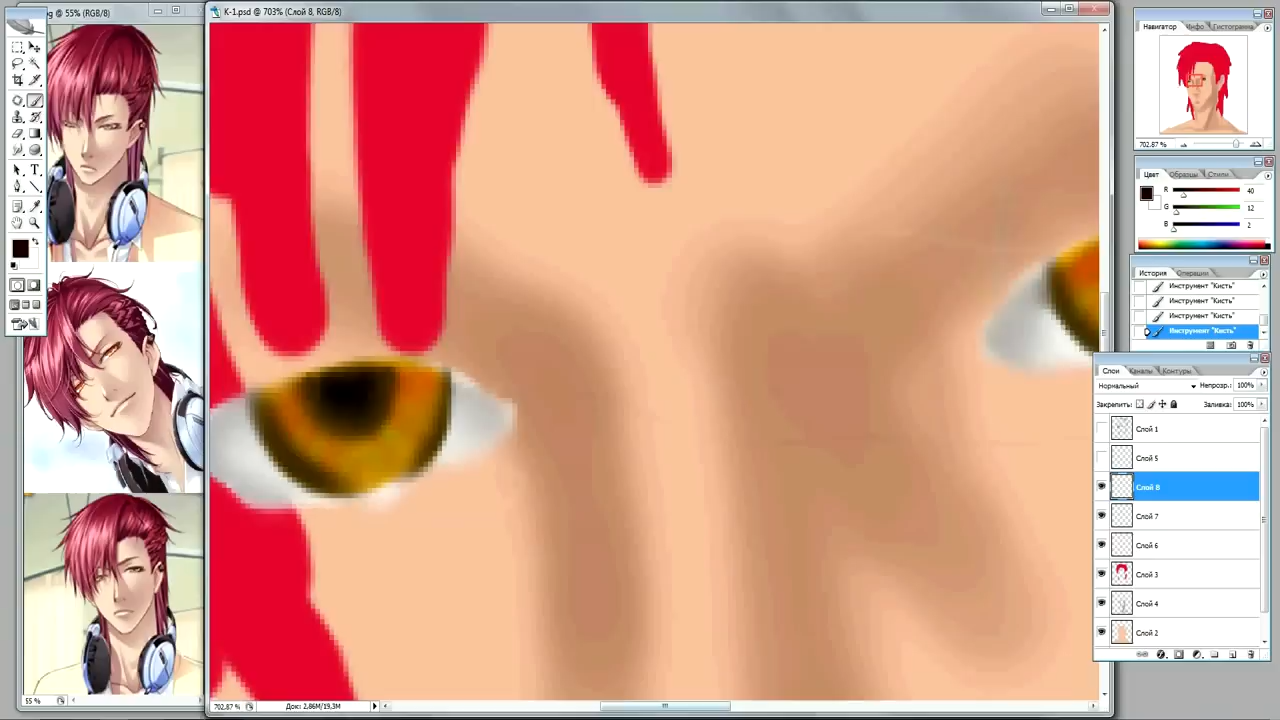 g @ 55% (RGB/8)
K-1.psd @ 703% (Слой 8, RGB/8)
Навигатор
Инфо
Гистограмма
702.87 %
Цвет
Образцы
Стили
R
40
G
12
B
2
История
Операции
Инструмент "Кисть"
Инструмент "Кисть"
Инструмент "Кисть"
Инструмент "Кисть"
Слои
Каналы
Контуры
Нормальный
Непрозр.: 100%
Закрепить:
Заливка: 100%
Слой 1
Слой 5
Слой 8
Слой 7
Слой 6
Слой 3
Слой 4
Слой 2
55 %
702.87 %
Док: 2,86M/19,3M